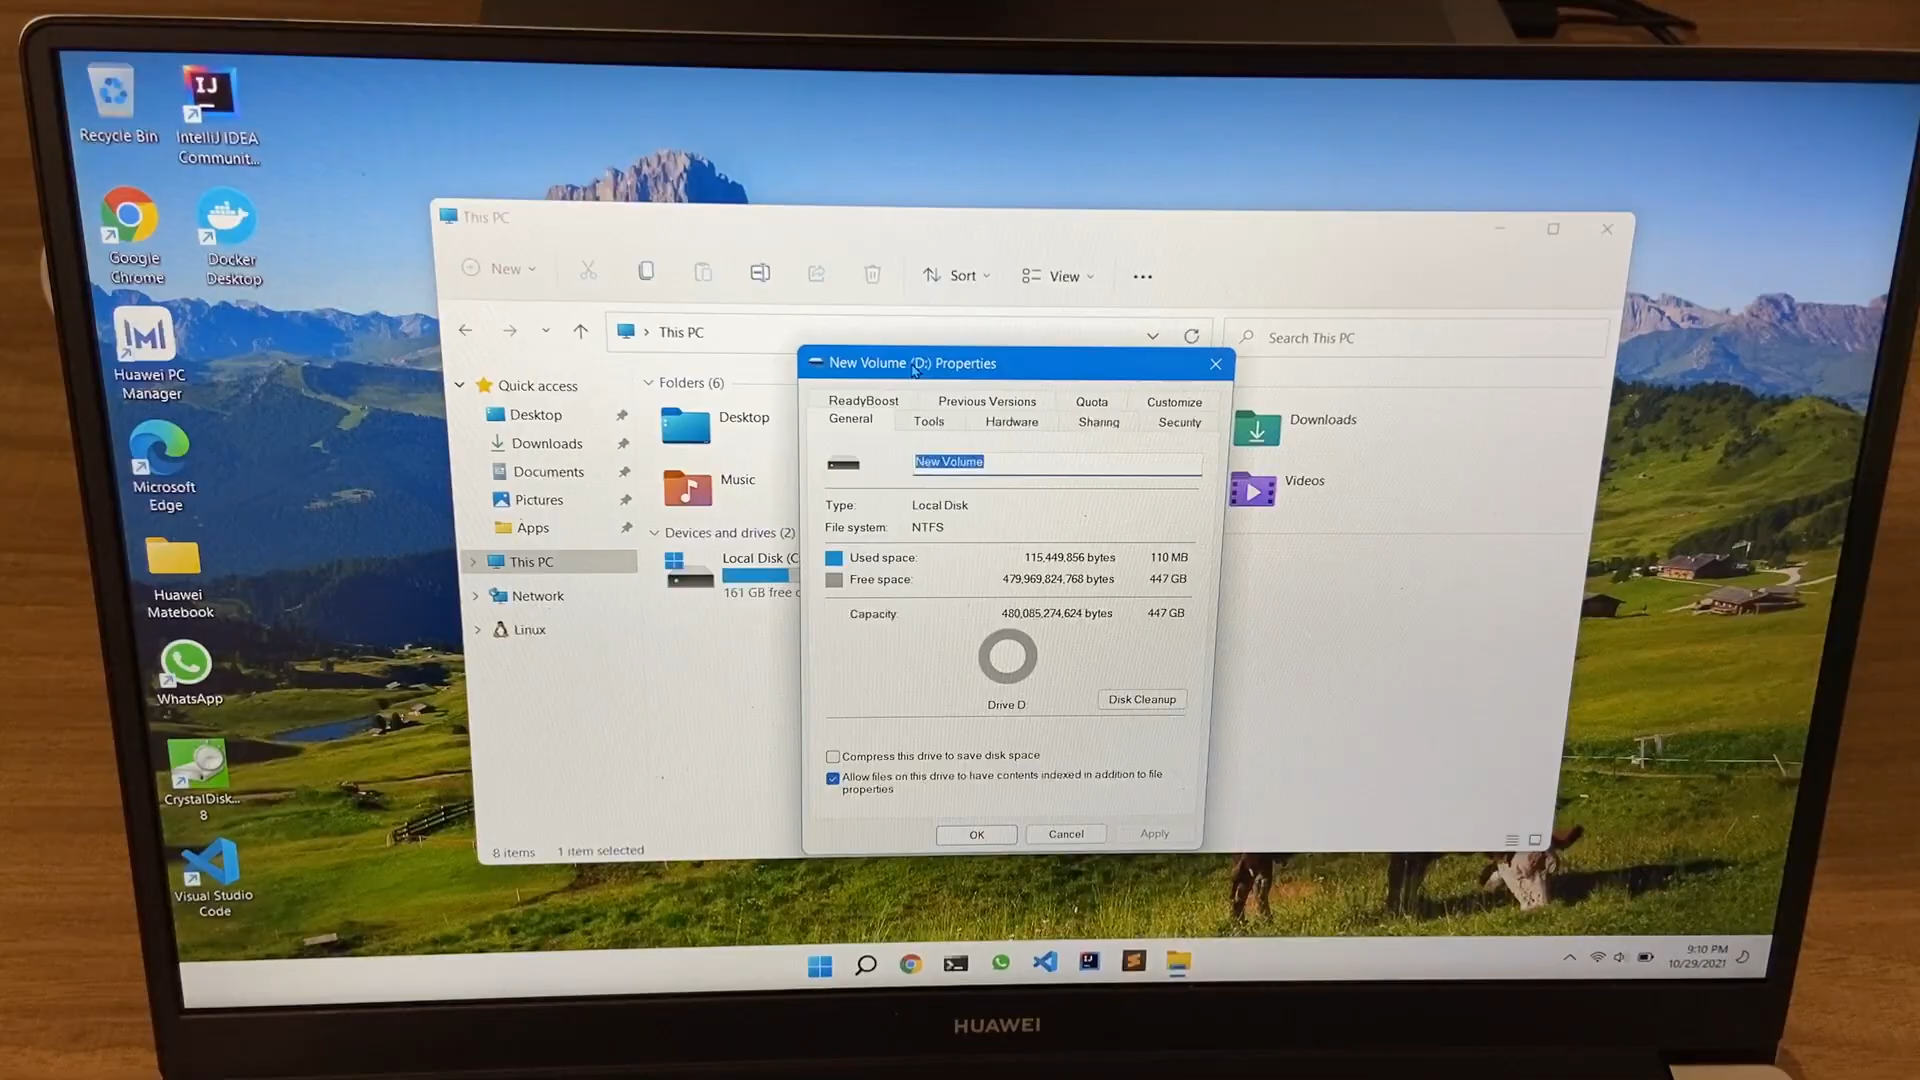 Recycle Bin
IntelliJ IDEA
Communit...
Google
Chrome
Docker
Desktop
Huawei PC
Manager
Microsoft
Edge
Huawei
Matebook
WhatsApp
CrystalDisk...
8
Visual Studio
Code
This PC
New
Sort
View
This PC
Search This PC
Quick access
Desktop
Downloads
Documents
Pictures
Apps
This PC
Network
Linux
Folders (6)
Desktop
Music
Downloads
Videos
Devices and drives (2)
Local Disk (C
161 GB free
8 items
1 item selected
New Volume (D:) Properties
ReadyBoost
Previous Versions
Quota
Customize
General
Tools
Hardware
Sharing
Security
New Volume
Type: Local Disk
File system: NTFS
Used space: 115,449,856 bytes 110 MB
Free space: 479,969,824,768 bytes 447 GB
Capacity: 480,085,274,624 bytes 447 GB
Drive D
Disk Cleanup
Compress this drive to save disk space
Allow files on this drive to have contents indexed in addition to file
properties
OK
Cancel
Apply
9:10 PM
10/29/2021
HUAWEI